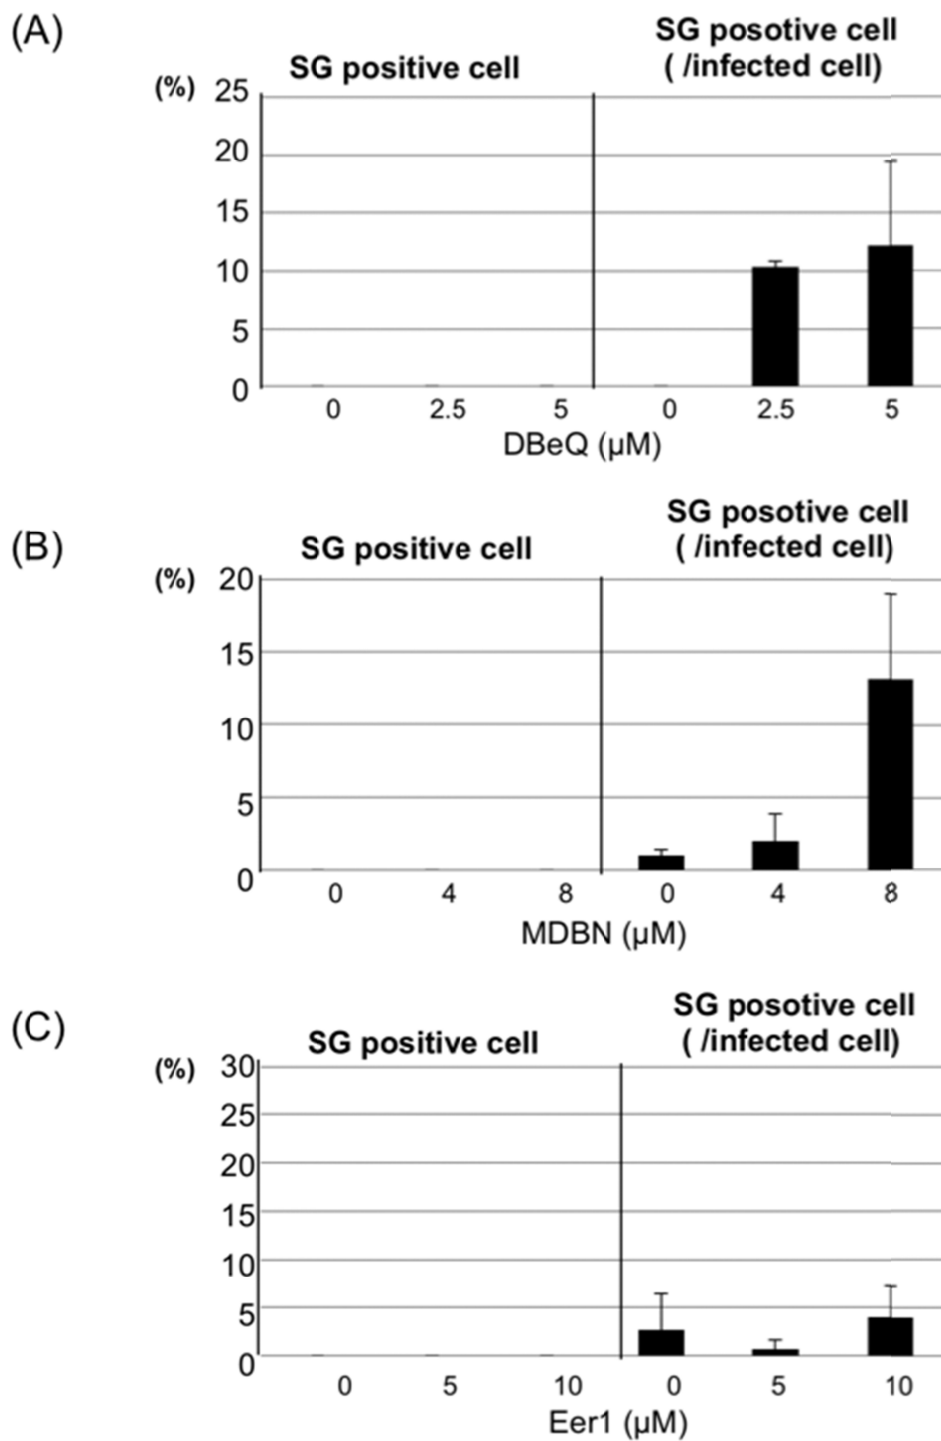 (A)
SG positive cell
SG posotive cell
( /infected cell)
(%)
25
20
15
10
5
0
0 2.5 5 0 2.5 5
DBeQ (µM)
(B)
SG positive cell
SG posotive cell
( /infected cell)
(%)
20
15
10
5
0
0 4 8 0 4 8
MDBN (µM)
(C)
SG positive cell
SG posotive cell
( /infected cell)
(%)
30
25
20
15
10
5
0
0 5 10 0 5 10
Eer1 (µM)